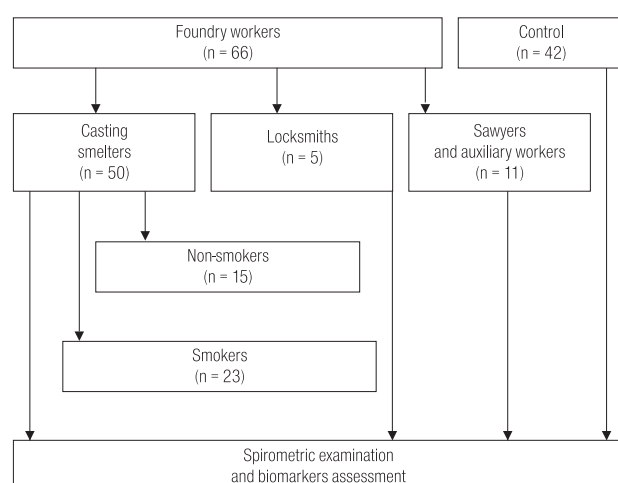 Foundry workers
(n = 66)
Control
(n = 42)
Casting
smelters
(n = 50)
Locksmiths
(n = 5)
Sawyers
and auxiliary workers
(n = 11)
Non-smokers
(n = 15)
Smokers
(n = 23)
Spirometric examination
and biomarkers assessment